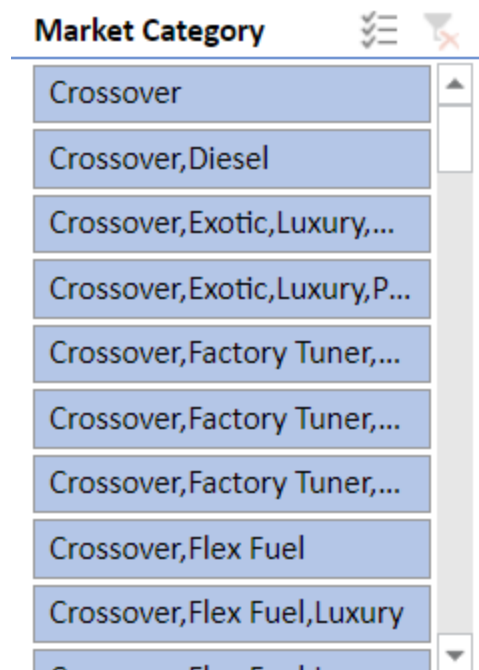 Market Category
Crossover
Crossover,Diesel
Crossover,Exotic,Luxury,...
Crossover,Exotic,Luxury,P...
Crossover,Factory Tuner,...
Crossover,Factory Tuner,...
Crossover,Factory Tuner,...
Crossover,Flex Fuel
Crossover,Flex Fuel,Luxury